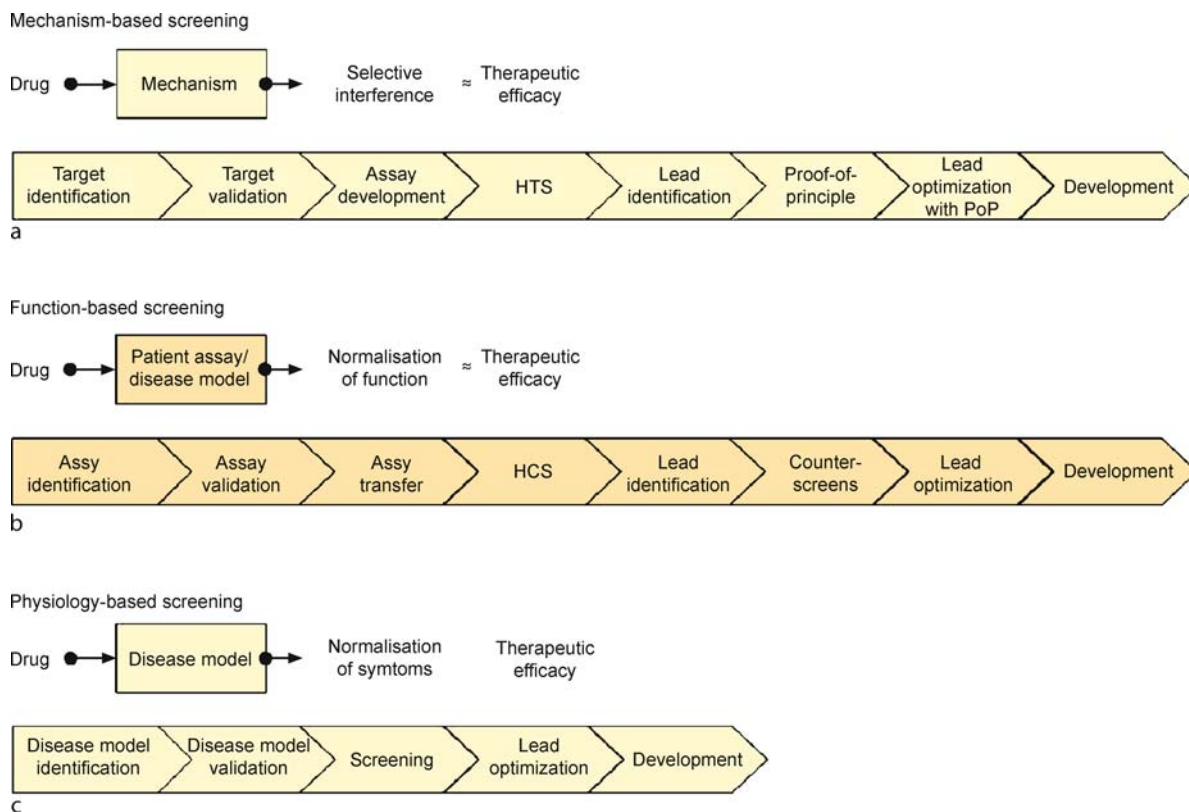 Mechanism-based screening
Drug
Mechanism
Selective
interference
≈ Therapeutic
efficacy
Target
identification
Target
validation
Assay
development
HTS
Lead
identification
Proof-of-
principle
Lead
optimization
with PoP
Development
a
Function-based screening
Drug
Patient assay/
disease model
Normalisation
of function
≈ Therapeutic
efficacy
Assy
identification
Assay
validation
Assy
transfer
HCS
Lead
identification
Counter-
screens
Lead
optimization
Development
b
Physiology-based screening
Drug
Disease model
Normalisation
of symtoms
Therapeutic
efficacy
Disease model
identification
Disease model
validation
Screening
Lead
optimization
Development
c